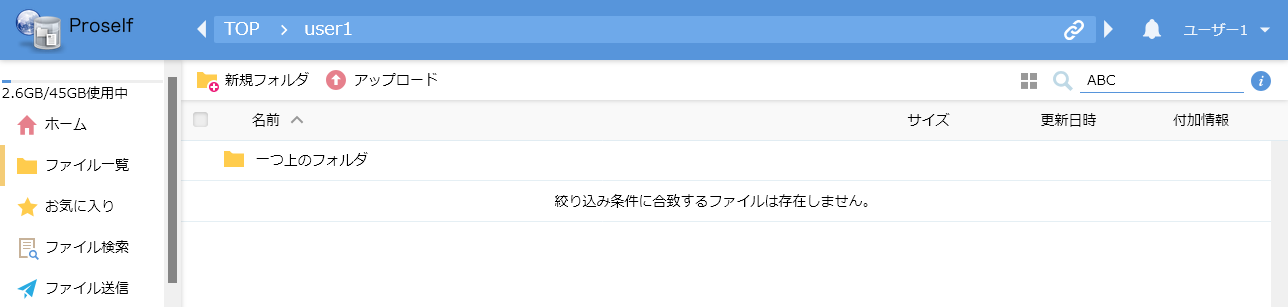 Proself
TOP > user1
ユーザー1
2.6GB/45GB使用中
ホーム
ファイル一覧
お気に入り
ファイル検索
ファイル送信
新規フォルダ アップロード
ABC
名前 サイズ 更新日時 付加情報
一つ上のフォルダ
絞り込み条件に合致するファイルは存在しません。